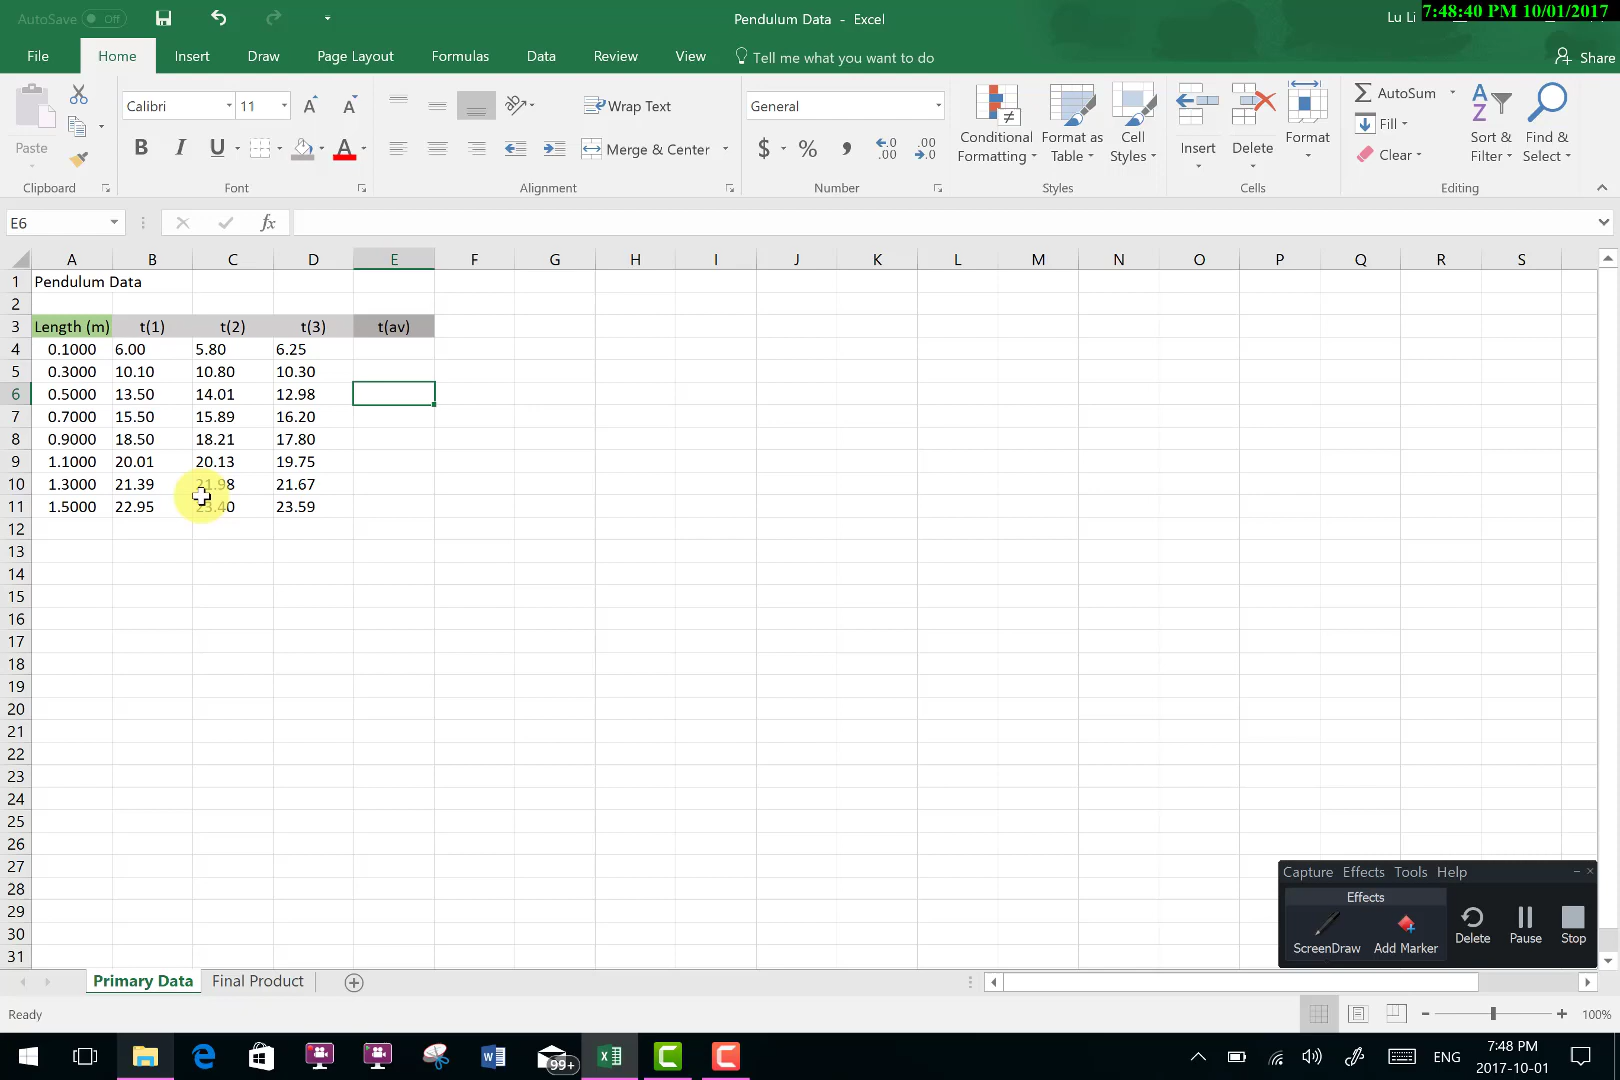 AutoSave Off
Pendulum Data - Excel
Lu Li
7:48:40 PM 10/01/2017
File Home Insert Draw Page Layout Formulas Data Review View Tell me what you want to do Share
Calibri 11
Wrap Text
General
AutoSum
Fill
Clear
Paste
B I U A
Merge & Center
$ % ,
Conditional Formatting
Format as Table
Cell Styles
Insert
Delete
Format
Sort & Filter
Find & Select
Clipboard Font Alignment Number Styles Cells Editing
E6 fx
A B C D E F G H I J K L M N O P Q R S
1 Pendulum Data
2
3 Length (m) t(1) t(2) t(3) t(av)
4 0.1000 6.00 5.80 6.25
5 0.3000 10.10 10.80 10.30
6 0.5000 13.50 14.01 12.98
7 0.7000 15.50 15.89 16.20
8 0.9000 18.50 18.21 17.80
9 1.1000 20.01 20.13 19.75
10 1.3000 21.39 21.98 21.67
11 1.5000 22.95 23.40 23.59
12
13
14
15
16
17
18
19
20
21
22
23
24
25
26
27
28
29
30
31
Capture Effects Tools Help
Effects
ScreenDraw Add Marker Delete Pause Stop
Primary Data Final Product
Ready
100%
99+
ENG
7:48 PM
2017-10-01